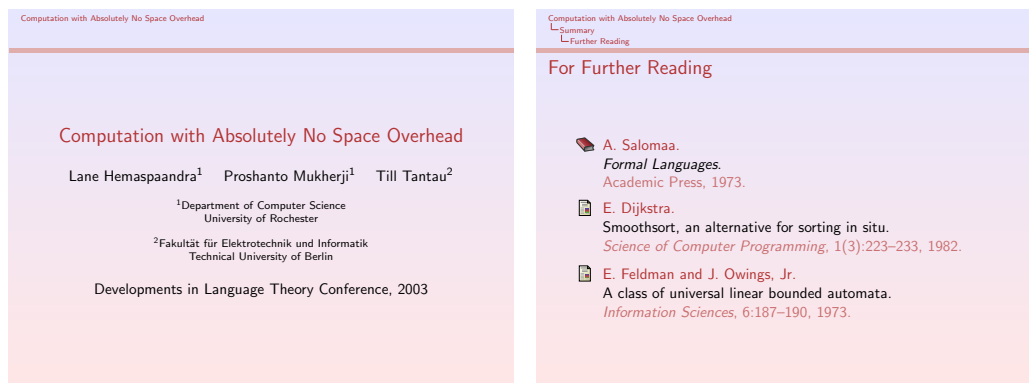 Computation with Absolutely No Space Overhead
Computation with Absolutely No Space Overhead
Lane Hemaspaandra¹ Proshanto Mukherji¹ Till Tantau²
¹Department of Computer Science
University of Rochester
²Fakultät für Elektrotechnik und Informatik
Technical University of Berlin
Developments in Language Theory Conference, 2003
Computation with Absolutely No Space Overhead
Summary
Further Reading
For Further Reading
A. Salomaa.
Formal Languages.
Academic Press, 1973.
E. Dijkstra.
Smoothsort, an alternative for sorting in situ.
Science of Computer Programming, 1(3):223–233, 1982.
E. Feldman and J. Owings, Jr.
A class of universal linear bounded automata.
Information Sciences, 6:187–190, 1973.